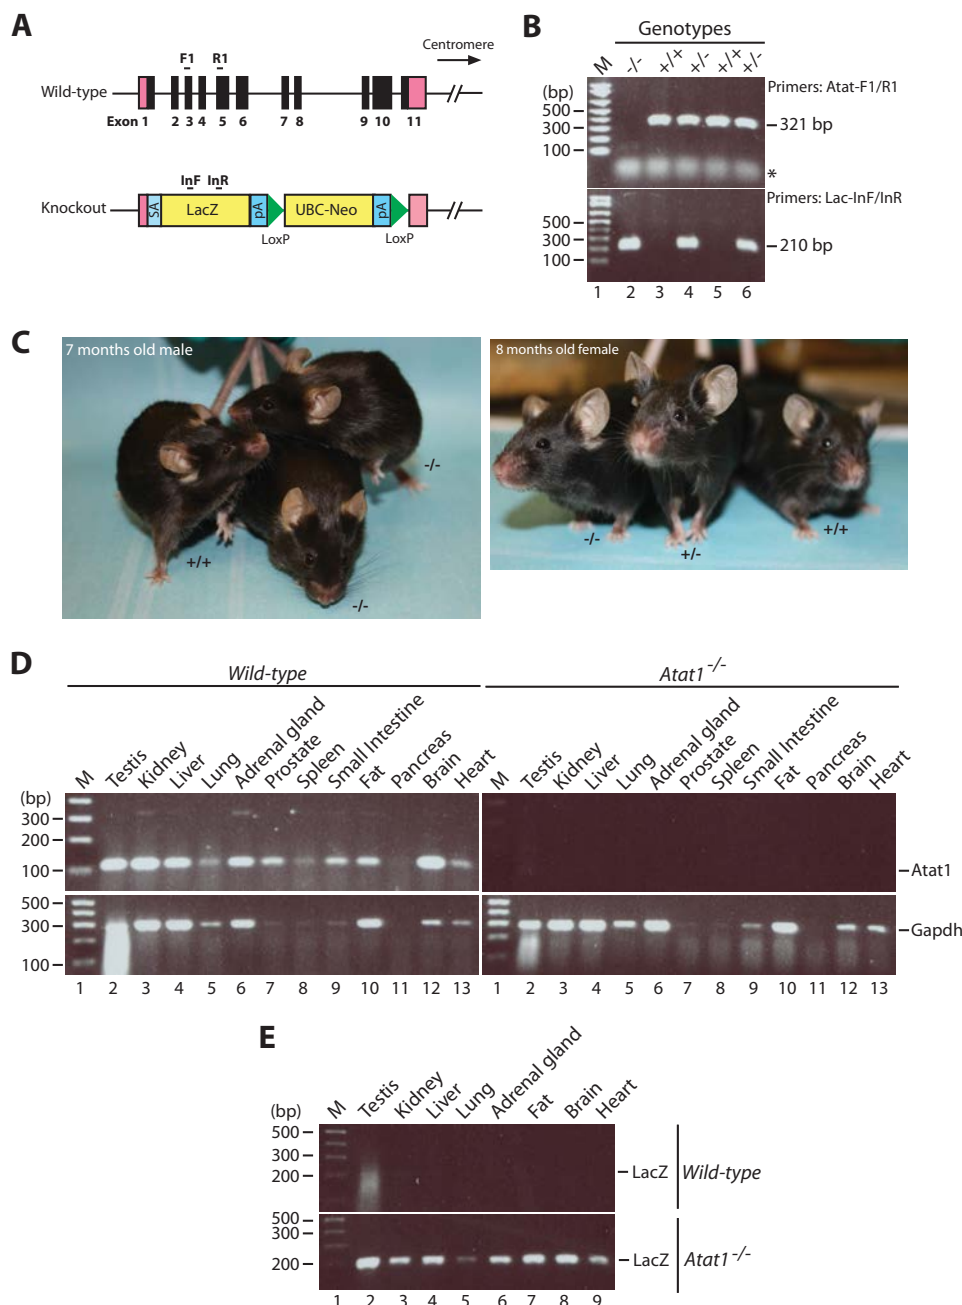 A
Centromere
F1 R1
Wild-type
Exon 1 2 3 4 5 6 7 8 9 10 11
InF InR
Knockout
SA LacZ pA UBC-Neo pA
LoxP LoxP
B
Genotypes
M -/- +/+ +/- +/+ +/-
(bp)
Primers: Atat-F1/R1
500
300
100
321 bp
*
Primers: Lac-InF/InR
500
300
100
210 bp
1 2 3 4 5 6
C
7 months old male
-/-
+/+
-/-
8 months old female
-/-
+/-
+/+
D
Wild-type
Atat1-/-
M Testis Kidney Liver Lung Adrenal gland Prostate Spleen Small Intestine Fat Pancreas Brain Heart
M Testis Kidney Liver Lung Adrenal gland Prostate Spleen Small Intestine Fat Pancreas Brain Heart
(bp)
300
200
100
Atat1
500
300
100
Gapdh
1 2 3 4 5 6 7 8 9 10 11 12 13
1 2 3 4 5 6 7 8 9 10 11 12 13
E
M Testis Kidney Liver Lung Adrenal gland Fat Brain Heart
(bp)
500
300
200
LacZ Wild-type
500
300
200
LacZ Atat1-/-
1 2 3 4 5 6 7 8 9